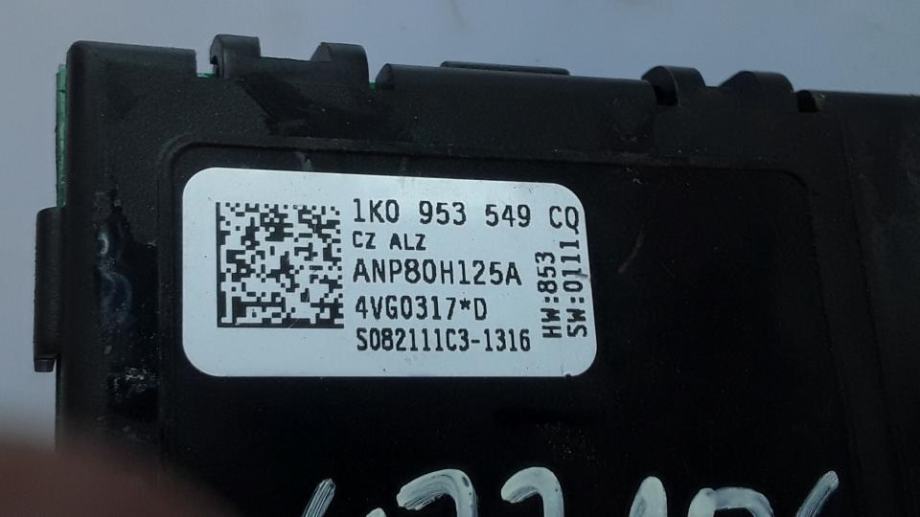 1K0 953 549 CQ
CZ ALZ
ANP80H125A
4VG0317*D
S082111C3-1316
HW:853
SW:0111